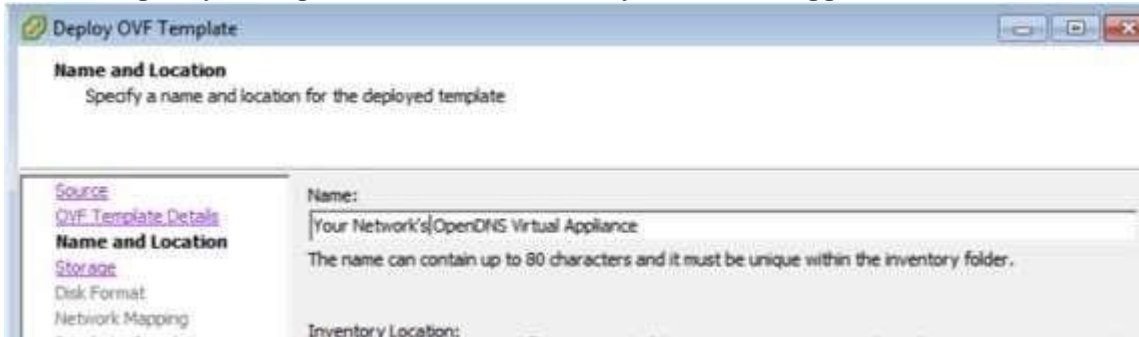 Deploy OVF Template
Name and Location
Specify a name and location for the deployed template
Source
OVF Template Details
Name and Location
Storage
Disk Format
Network Mapping
Name:
Your Network's OpenDNS Virtual Appliance
The name can contain up to 80 characters and it must be unique within the inventory folder.
Inventory Location: